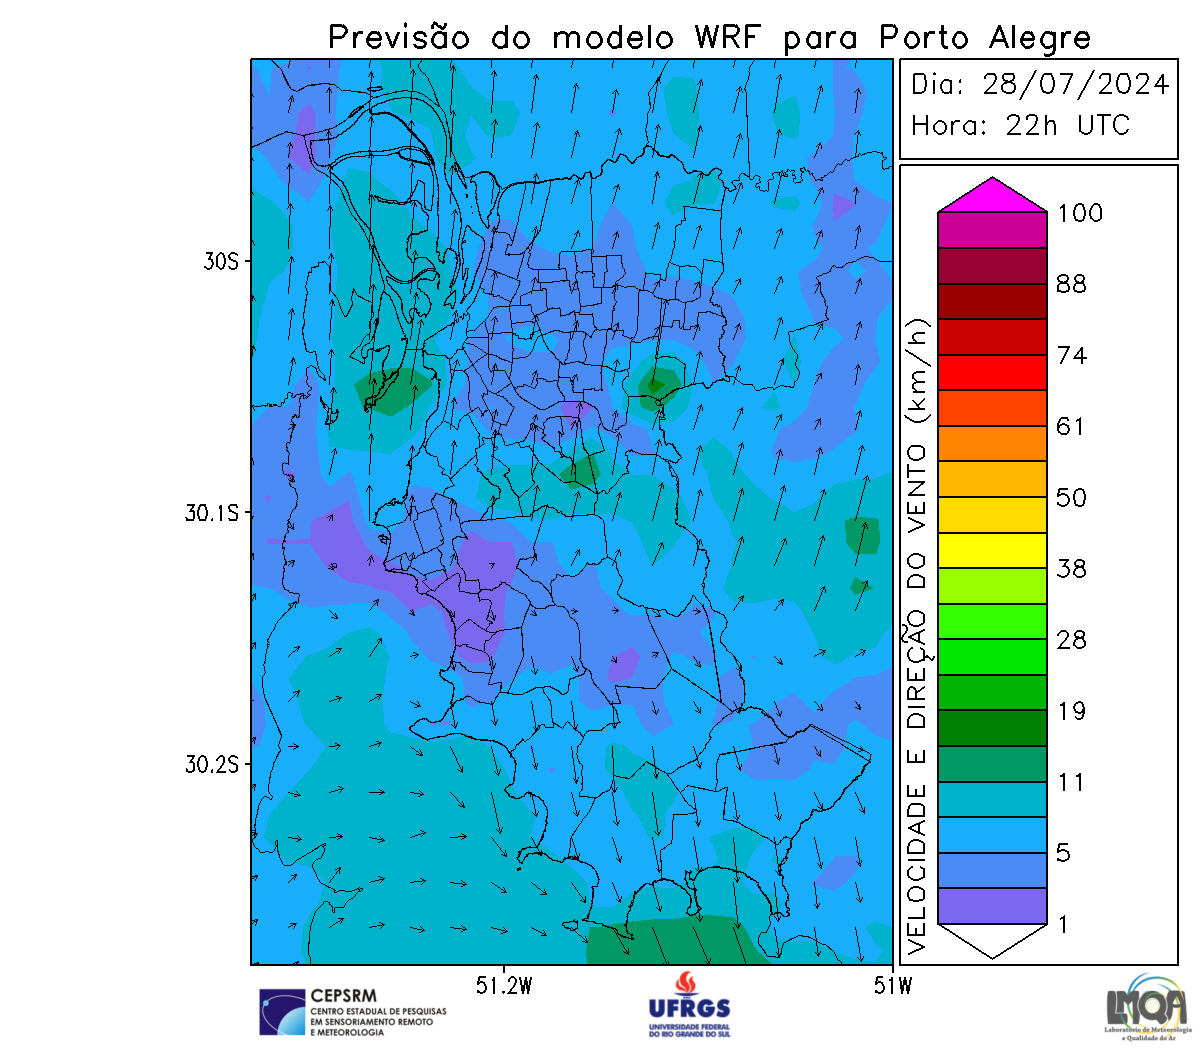 Previsão do modelo WRF para Porto Alegre
Dia: 28/07/2024
Hora: 22h UTC
30S
30.1S
30.2S
51.2W
51W
VELOCIDADE E DIREÇÃO DO VENTO (km/h)
100
88
74
61
50
38
28
19
11
5
1
CEPSRM
CENTRO ESTADUAL DE PESQUISAS
EM SENSORIAMENTO REMOTO
E METEOROLOGIA
UFRGS
UNIVERSIDADE FEDERAL
DO RIO GRANDE DO SUL
LMQA
Laboratório de Meteorologia
e Qualidade do Ar